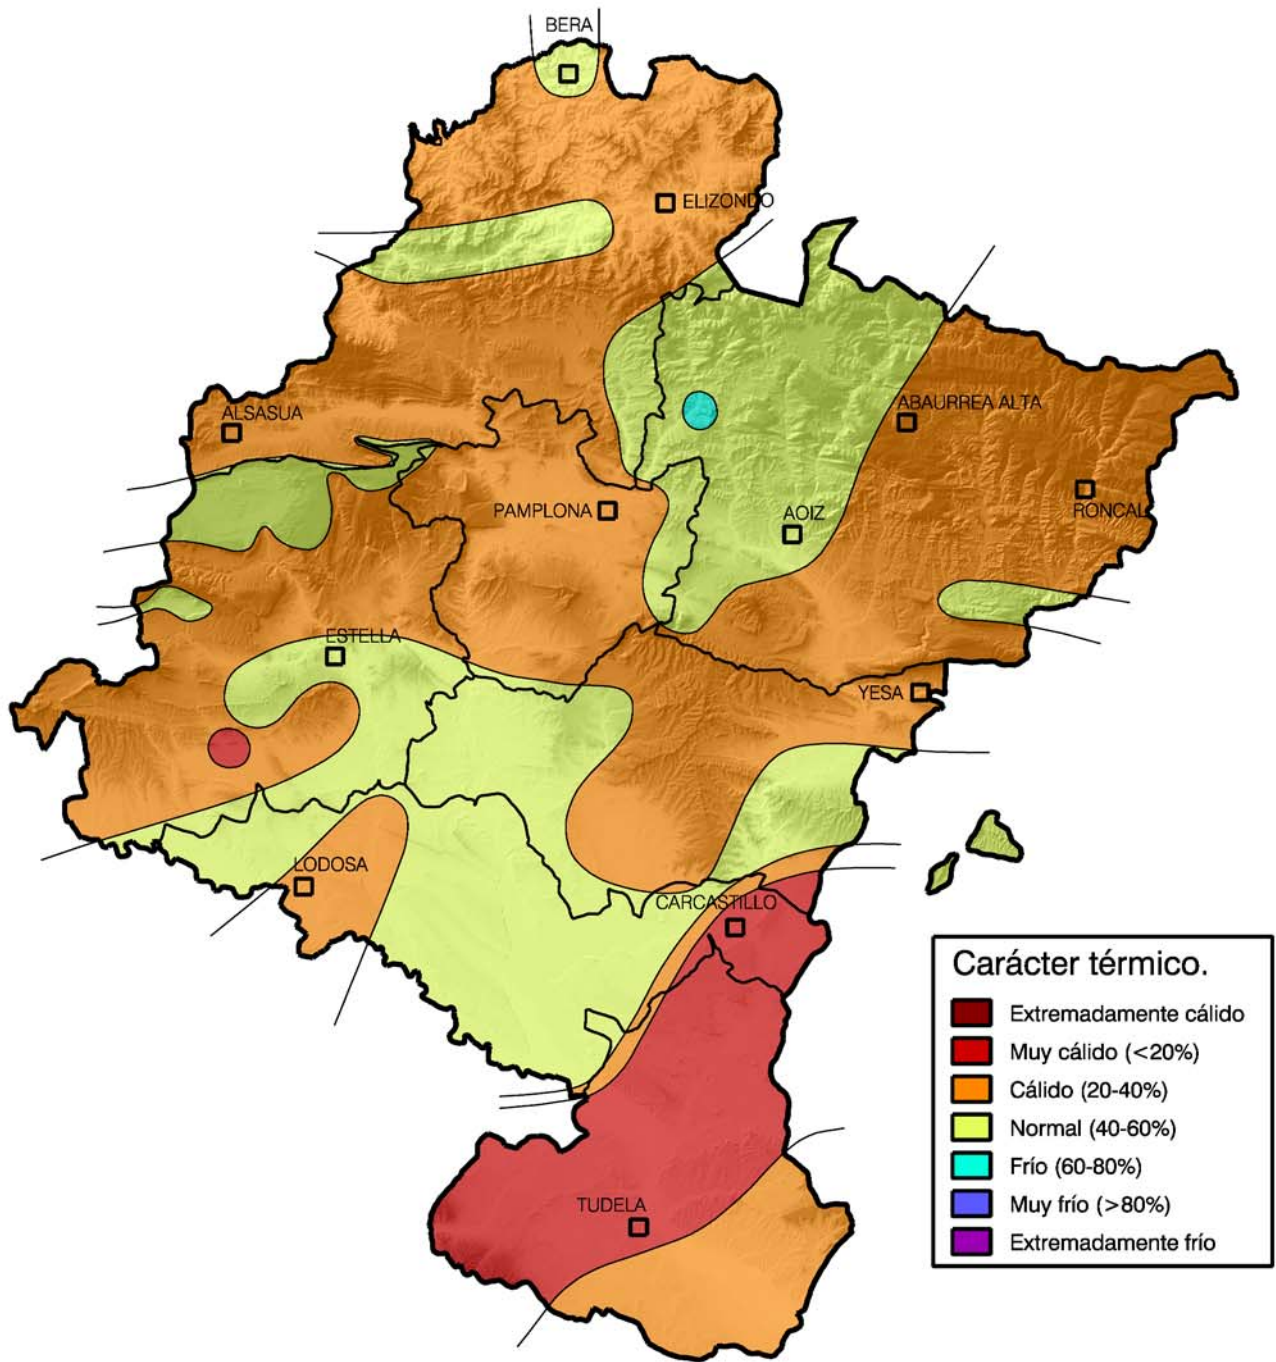 BERA
ELIZONDO
ALSASUA
ABAURREA ALTA
PAMPLONA
AOIZ
RONCAL
ESTELLA
YESA
LODOSA
CARCASTILLO
TUDELA
Carácter térmico.
Extremadamente cálido
Muy cálido (<20%)
Cálido (20-40%)
Normal (40-60%)
Frío (60-80%)
Muy frío (>80%)
Extremadamente frío